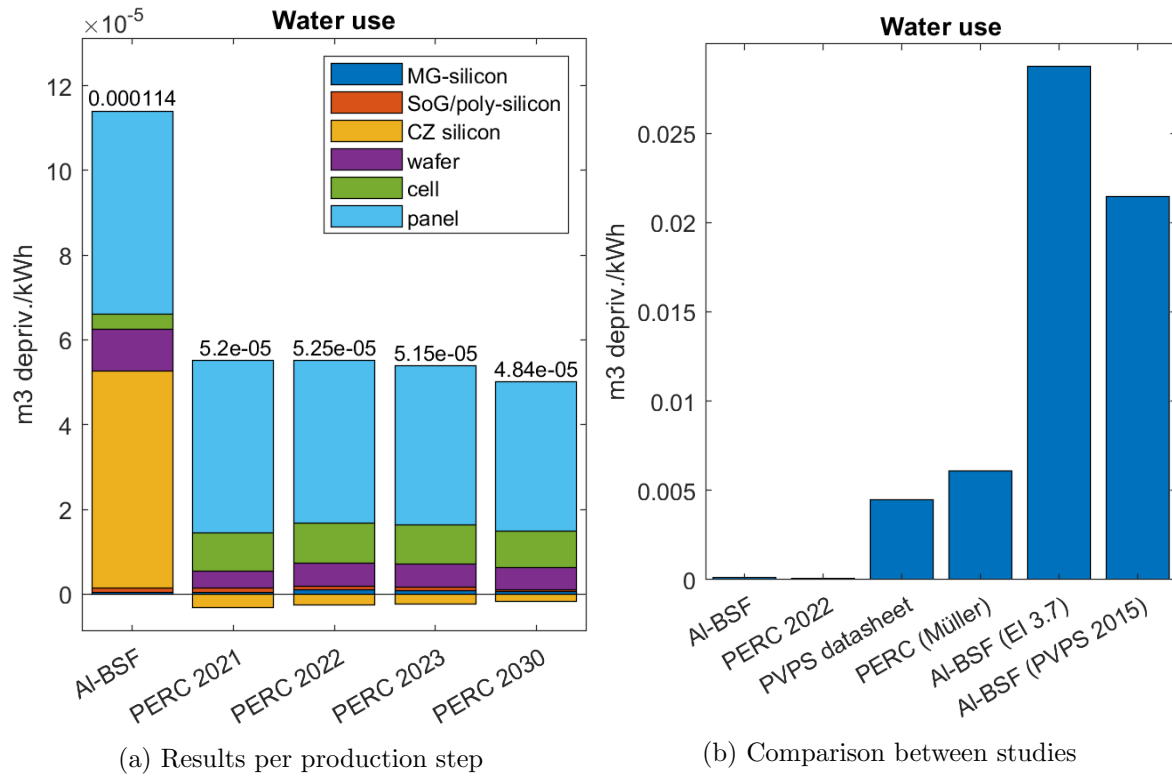 Water use
×10⁻⁵
m3 depriv./kWh
12
10
8
6
4
2
0
0.000114
5.2e-05
5.25e-05
5.15e-05
4.84e-05
MG-silicon
SoG/poly-silicon
CZ silicon
wafer
cell
panel
Al-BSF
PERC 2021
PERC 2022
PERC 2023
PERC 2030
(a) Results per production step
Water use
m3 depriv./kWh
0.025
0.02
0.015
0.01
0.005
0
Al-BSF
PERC 2022
PVPS datasheet
PERC (Müller)
Al-BSF (EI 3.7)
Al-BSF (PVPS 2015)
(b) Comparison between studies